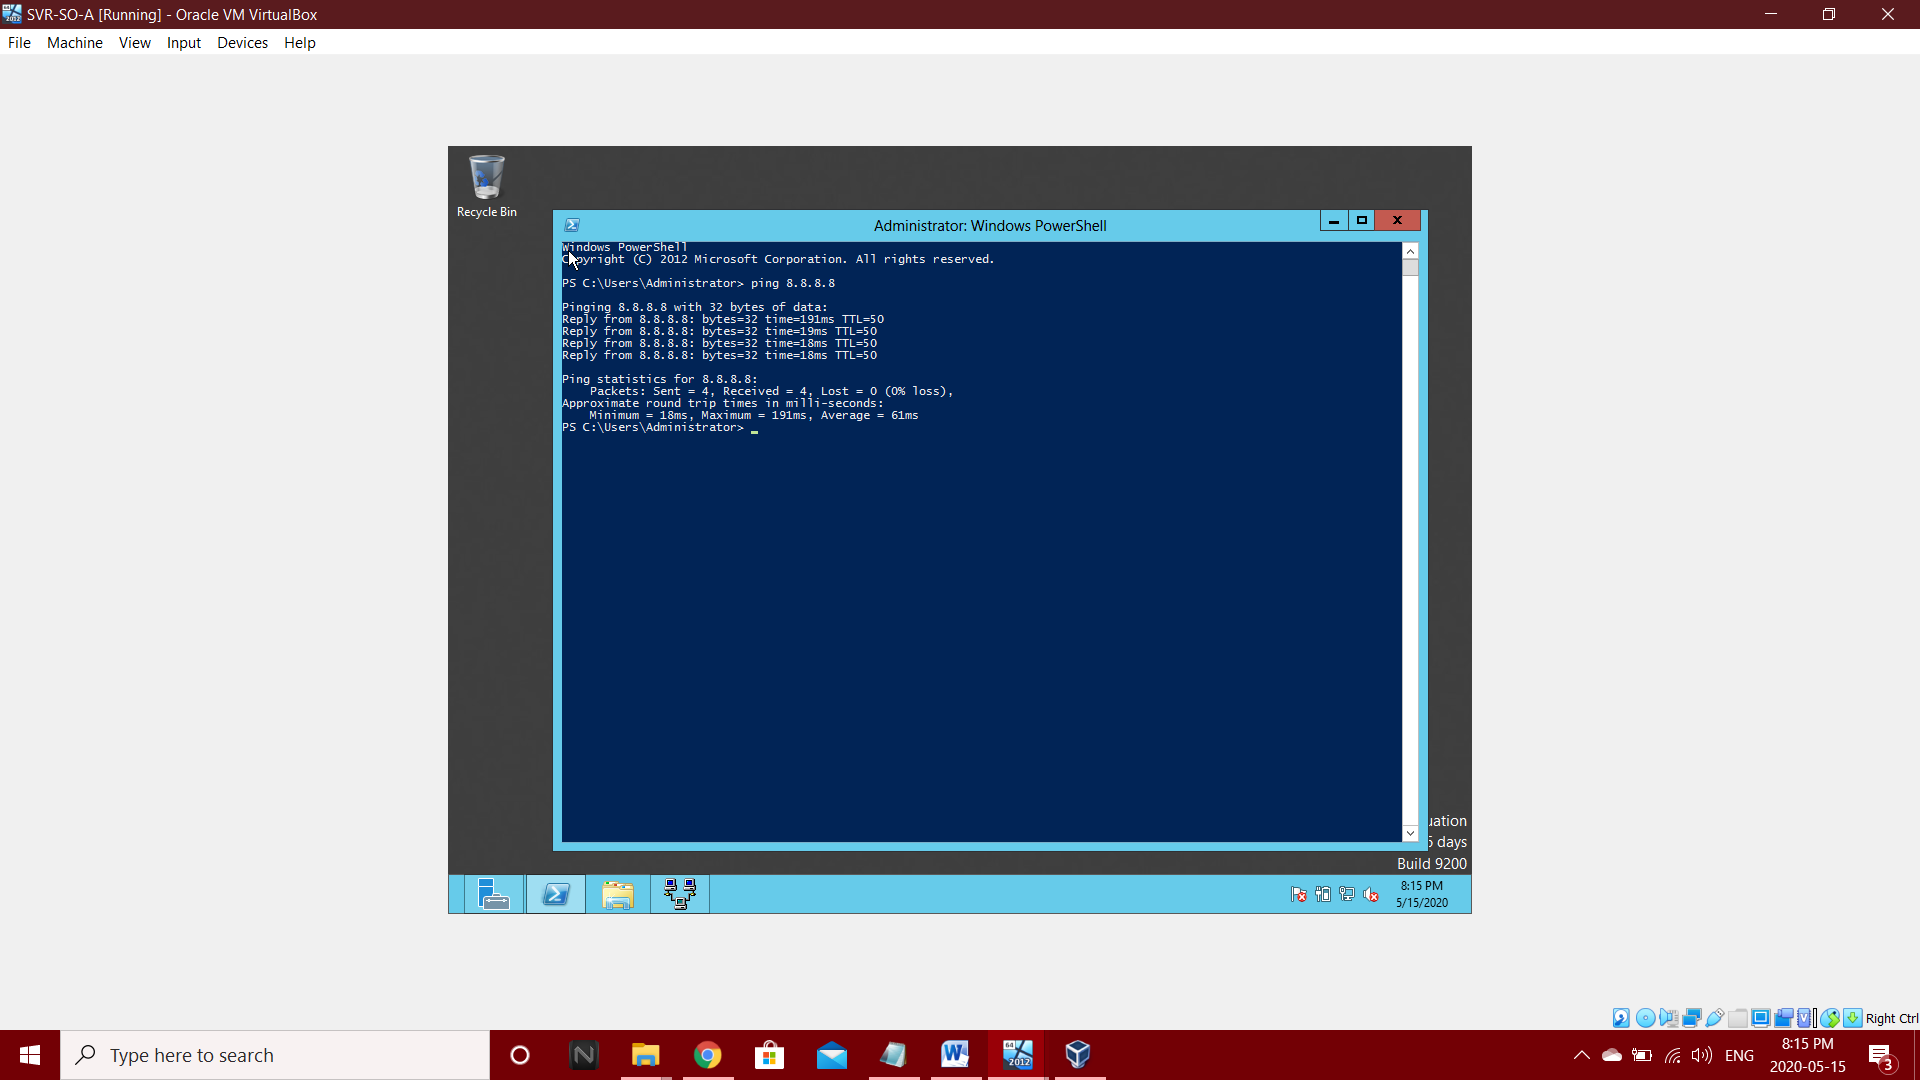 SVR-SO-A [Running] - Oracle VM VirtualBox
File Machine View Input Devices Help
Recycle Bin
Administrator: Windows PowerShell
Windows PowerShell
Copyright (C) 2012 Microsoft Corporation. All rights reserved.
PS C:\Users\Administrator> ping 8.8.8.8
Pinging 8.8.8.8 with 32 bytes of data:
Reply from 8.8.8.8: bytes=32 time=191ms TTL=50
Reply from 8.8.8.8: bytes=32 time=19ms TTL=50
Reply from 8.8.8.8: bytes=32 time=18ms TTL=50
Reply from 8.8.8.8: bytes=32 time=18ms TTL=50
Ping statistics for 8.8.8.8:
Packets: Sent = 4, Received = 4, Lost = 0 (0% loss),
Approximate round trip times in milli-seconds:
Minimum = 18ms, Maximum = 191ms, Average = 61ms
PS C:\Users\Administrator> _
uation
days
Build 9200
8:15 PM
5/15/2020
Right Ctrl
Type here to search
64
2012
ENG
8:15 PM
2020-05-15
3